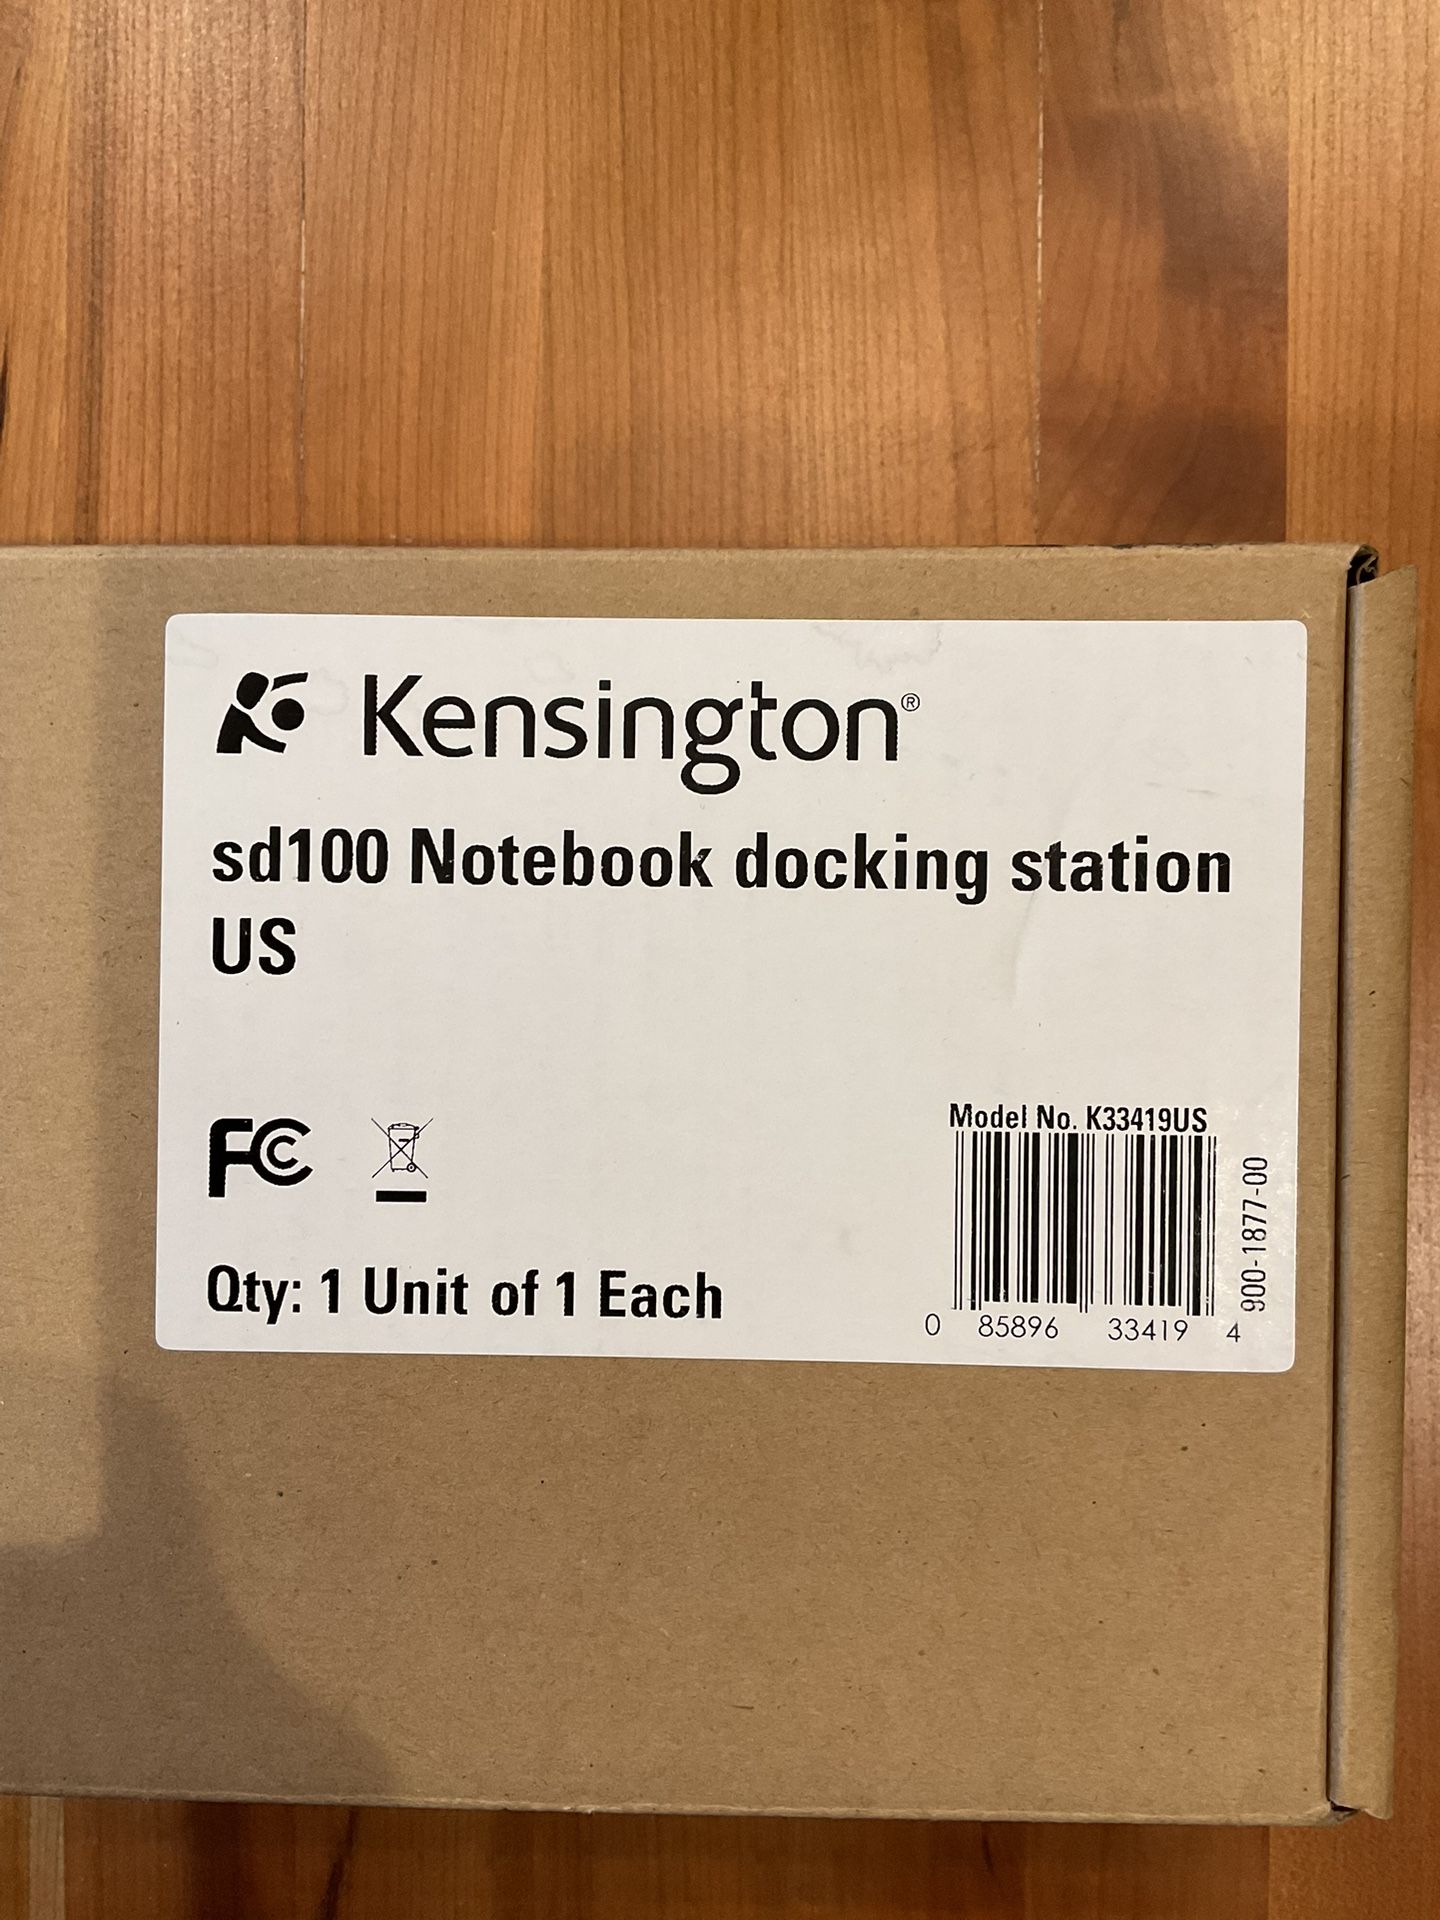 Kensington®
sd100 Notebook docking station
US
FC
Model No. K33419US
900-1877-00
Qty: 1 Unit of 1 Each
0 85896 33419 4